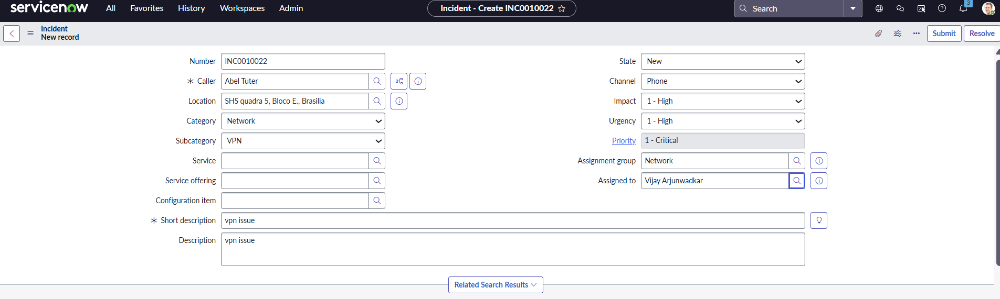 servicenow All Favorites History Workspaces Admin Incident - Create INC0010022 Search 3
Incident
New record
Submit Resolve
Number INC0010022
State New
Caller Abel Tuter
Channel Phone
Location SHS quadra 5, Bloco E., Brasilia
Impact 1 - High
Category Network
Urgency 1 - High
Subcategory VPN
Priority 1 - Critical
Service
Assignment group Network
Service offering
Assigned to Vijay Arjunwadkar
Configuration item
Short description vpn issue
Description vpn issue
Related Search Results